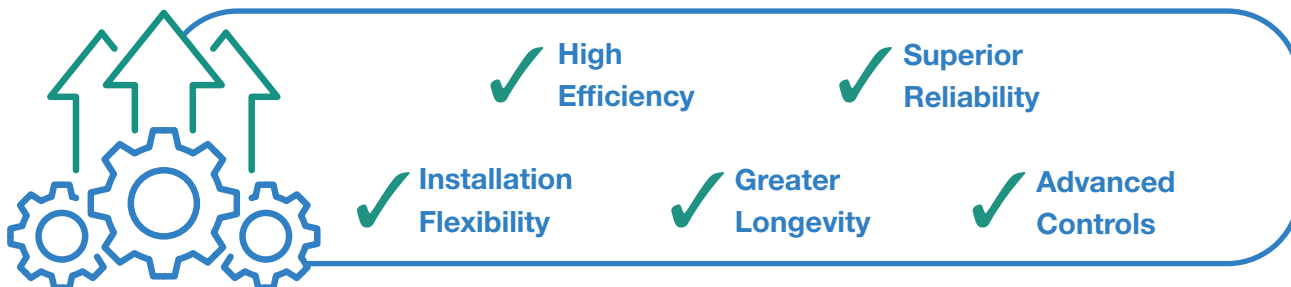 High
Efficiency
Superior
Reliability
Installation
Flexibility
Greater
Longevity
Advanced
Controls